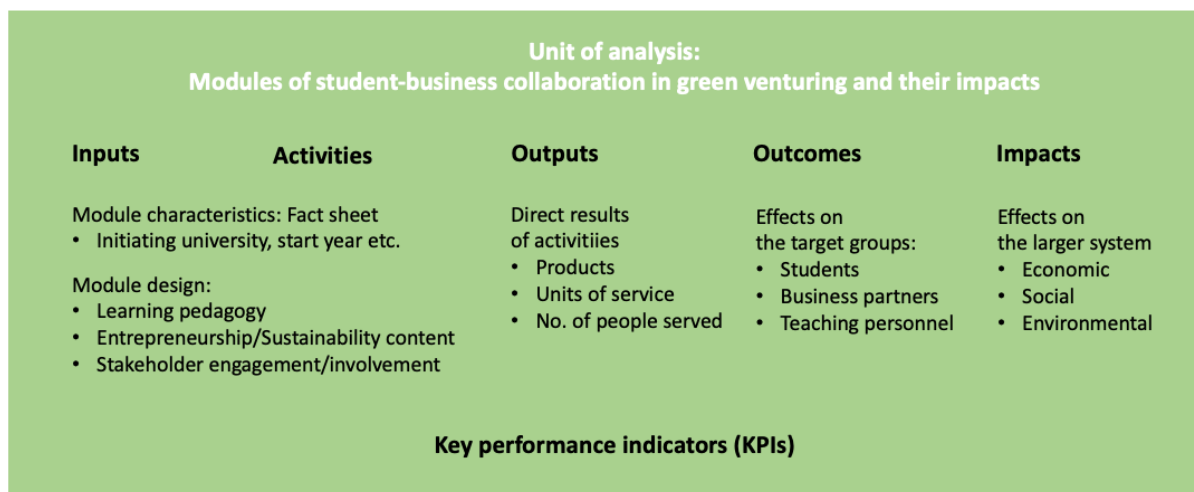 Unit of analysis:
Modules of student-business collaboration in green venturing and their impacts
Inputs
Activities
Module characteristics: Fact sheet
• Initiating university, start year etc.
Module design:
• Learning pedagogy
• Entrepreneurship/Sustainability content
• Stakeholder engagement/involvement
Outputs
Direct results
of activitiies
• Products
• Units of service
• No. of people served
Outcomes
Effects on
the target groups:
• Students
• Business partners
• Teaching personnel
Impacts
Effects on
the larger system
• Economic
• Social
• Environmental
Key performance indicators (KPIs)